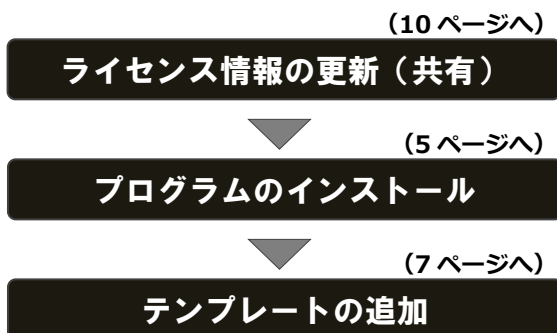 （10 ページへ）
ライセンス情報の更新（共有）
（5 ページへ）
プログラムのインストール
（7 ページへ）
テンプレートの追加